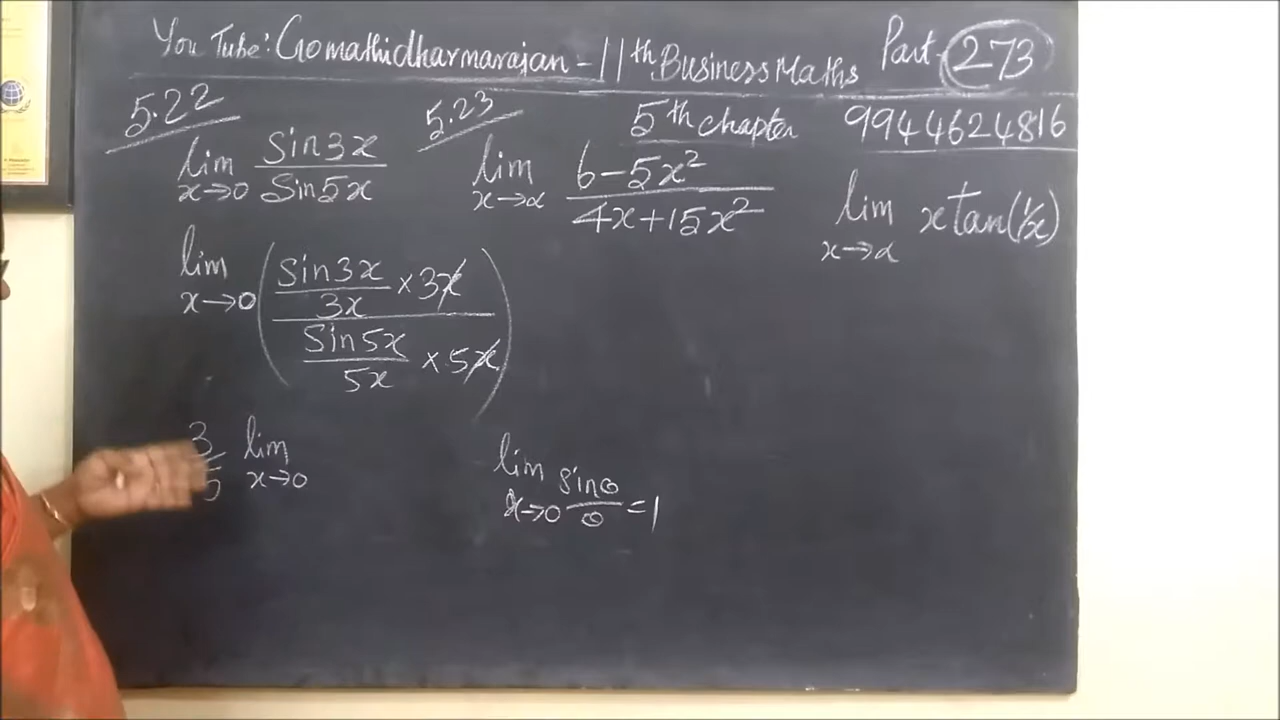 YouTube: Gomathidharmarajan - 11th Business Maths Part - 273
5.22
5.23
5th chapter 9944624816
lim x→0 Sin3x / Sin5x
lim x→α 6-5x² / 4x+15x²
lim x→α x tan(1/x)
lim x→0 ( Sin3x / 3x × 3x / Sin5x / 5x × 5x )
3 / 5 lim x→0
lim x→0 sinθ / θ = 1